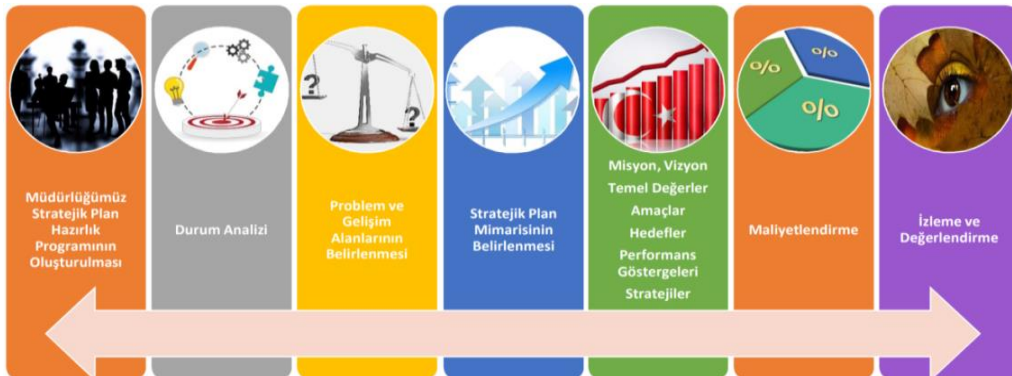 Müdürlüğümüz
Stratejik Plan
Hazırlık
Programının
Oluşturulması
Durum Analizi
?
?
Problem ve
Gelişim
Alanlarının
Belirlenmesi
Stratejik Plan
Mimarisinin
Belirlenmesi
Misyon, Vizyon
Temel Değerler
Amaçlar
Hedefler
Performans
Göstergeleri
Stratejiler
%
%
%
Maliyetlendirme
İzleme ve
Değerlendirme